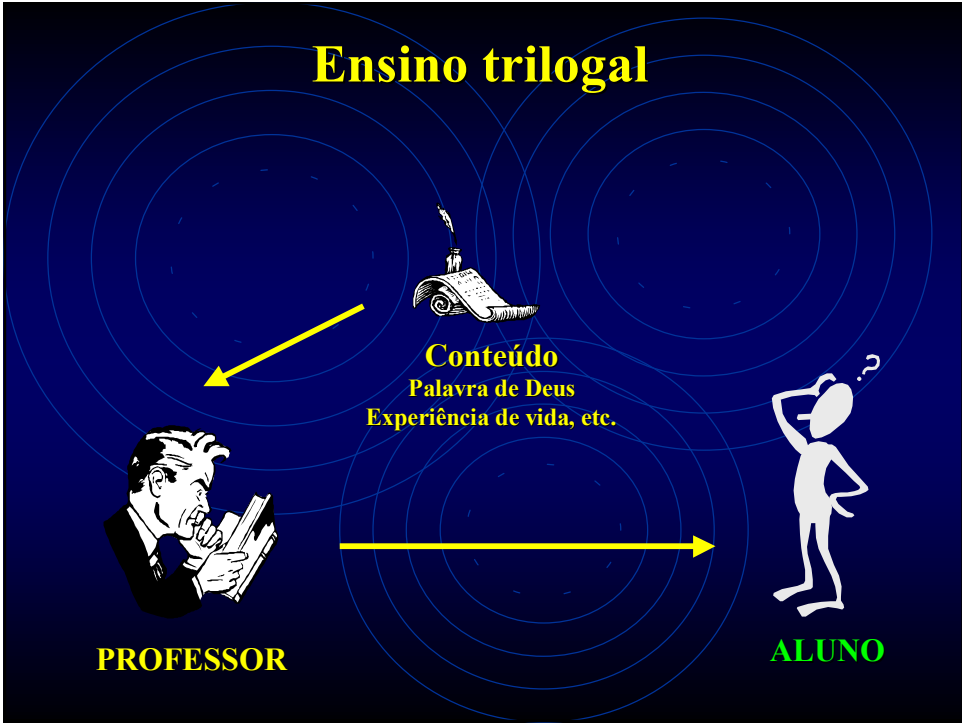 Ensino trilogal
Conteúdo
Palavra de Deus
Experiência de vida, etc.
?
PROFESSOR
ALUNO